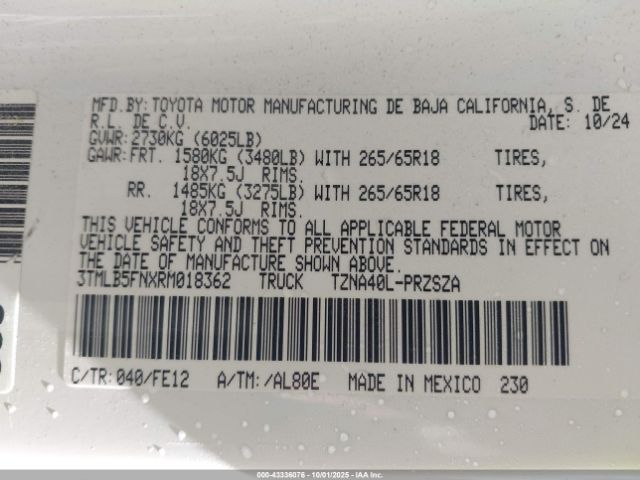 MFD.BY:TOYOTA MOTOR MANUFACTURING DE BAJA CALIFORNIA, S. DE
R.L. DE C.V. DATE: 10/24
GVWR:2730KG (6025LB)
GAWR:FRT. 1580KG (3480LB) WITH 265/65R18 TIRES,
18X7.5J RIMS.
RR. 1485KG (3275LB) WITH 265/65R18 TIRES,
18X7.5J RIMS.
THIS VEHICLE CONFORMS TO ALL APPLICABLE FEDERAL MOTOR
VEHICLE SAFETY AND THEFT PREVENTION STANDARDS IN EFFECT ON
THE DATE OF MANUFACTURE SHOWN ABOVE.
3TMLB5FNXRM018362 TRUCK TZNA40L-PRZSZA
C/TR:040/FE12 A/TM:/AL80E MADE IN MEXICO 230
000-43336076 - 10/01/2025 - IAAI, Inc.